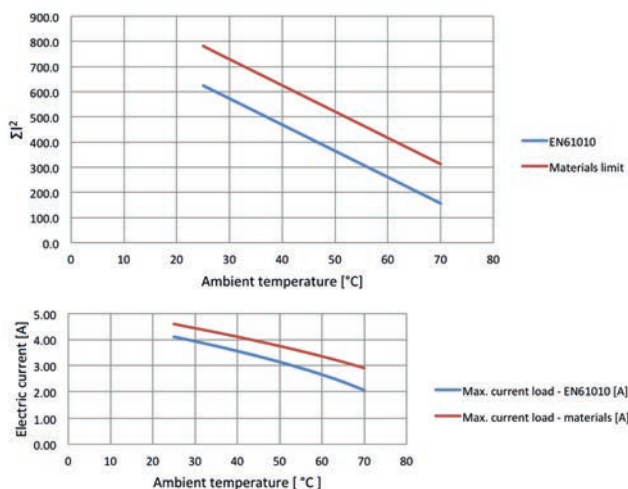 900.0
800.0
700.0
600.0
500.0
400.0
300.0
200.0
100.0
0.0
ΣI²
0 10 20 30 40 50 60 70 80
Ambient temperature [°C]
EN61010
Materials limit
5.00
4.00
3.00
2.00
1.00
0.00
Electric current [A]
0 10 20 30 40 50 60 70 80
Ambient temperature [ °C]
Max. current load - EN61010 [A]
Max. current load - materials [A]